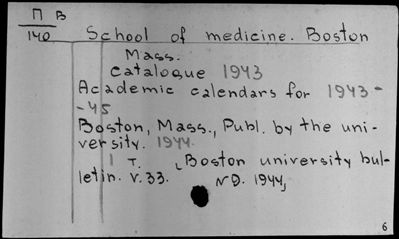 П В
140 School of medicine. Boston
Mass.
Catalogue 1943
Academic calendars for 1943-
-45
Boston, Mass., Publ. by the uni-
versity. 1944.
1 т. (Boston university bul-
letin. v. 33. № D. 1944)
6